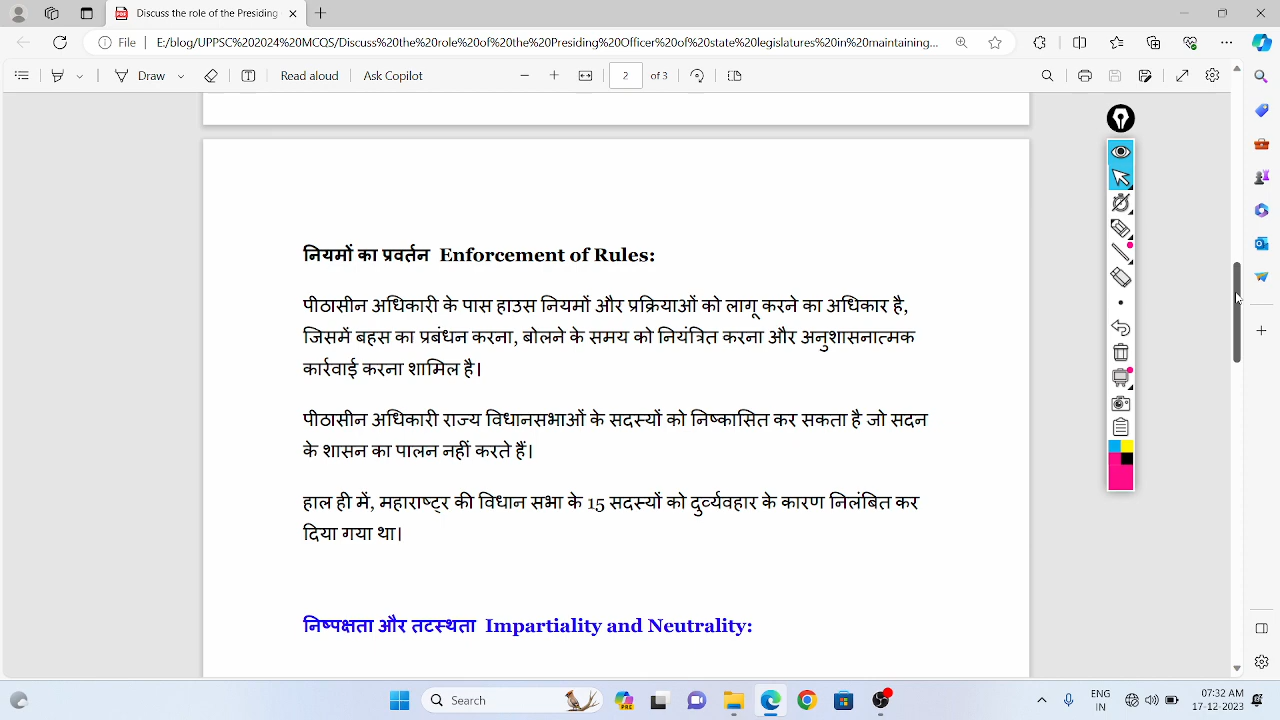 Discuss the role of the Presiding
File
E:/blog/UPPSC%202024%20MCQS/Discuss%20the%20role%20of%20the%20Presiding%20Officer%20of%20state%20legislatures%20in%20maintaining...
Draw
Read aloud
Ask Copilot
2
of 3
नियमों का प्रवर्तन Enforcement of Rules:
पीठासीन अधिकारी के पास हाउस नियमों और प्रक्रियाओं को लागू करने का अधिकार है,
जिसमें बहस का प्रबंधन करना, बोलने के समय को नियंत्रित करना और अनुशासनात्मक
कार्रवाई करना शामिल है।
पीठासीन अधिकारी राज्य विधानसभाओं के सदस्यों को निष्कासित कर सकता है जो सदन
के शासन का पालन नहीं करते हैं।
हाल ही में, महाराष्ट्र की विधान सभा के 15 सदस्यों को दुर्व्यवहार के कारण निलंबित कर
दिया गया था।
निष्पक्षता और तटस्थता Impartiality and Neutrality:
Search
PRE
ENG
IN
07:32 AM
17-12-2023